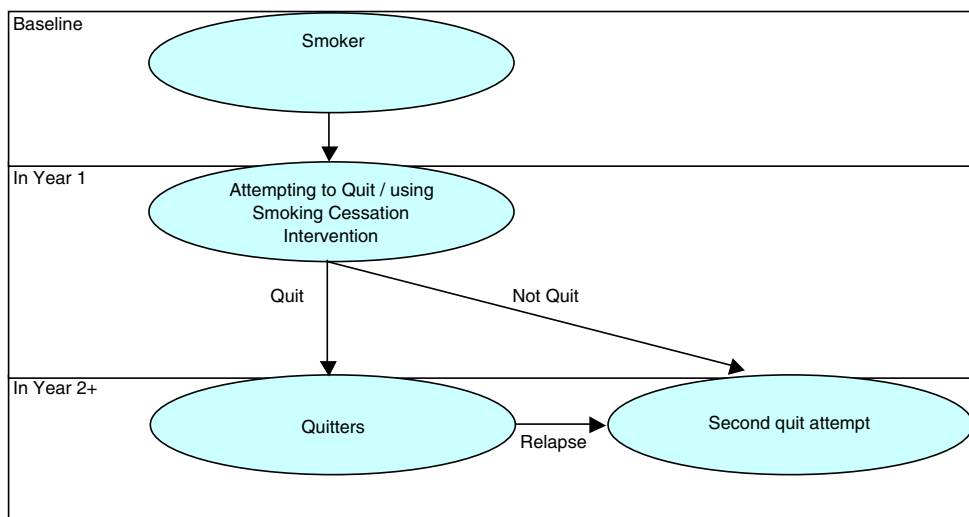 Baseline
Smoker
In Year 1
Attempting to Quit / using
Smoking Cessation
Intervention
Quit
Not Quit
In Year 2+
Quitters
Relapse
Second quit attempt